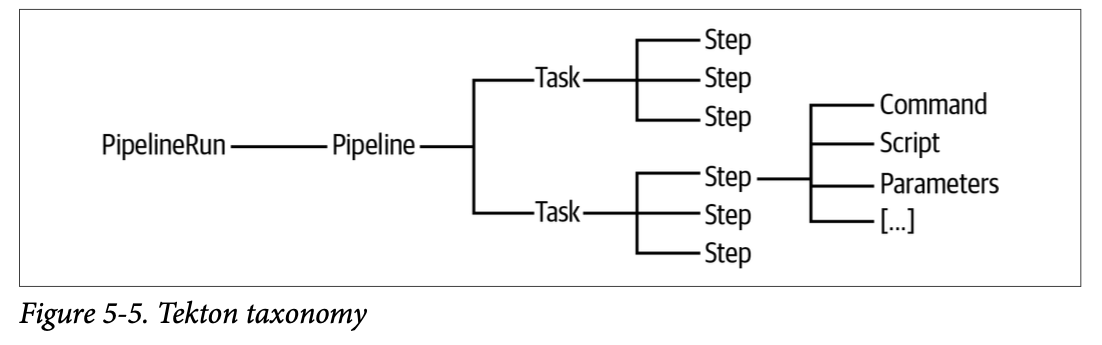 Step
Task Step
Step
Command
PipelineRun Pipeline Script
Step Parameters
Task Step [...]
Step
Figure 5-5. Tekton taxonomy